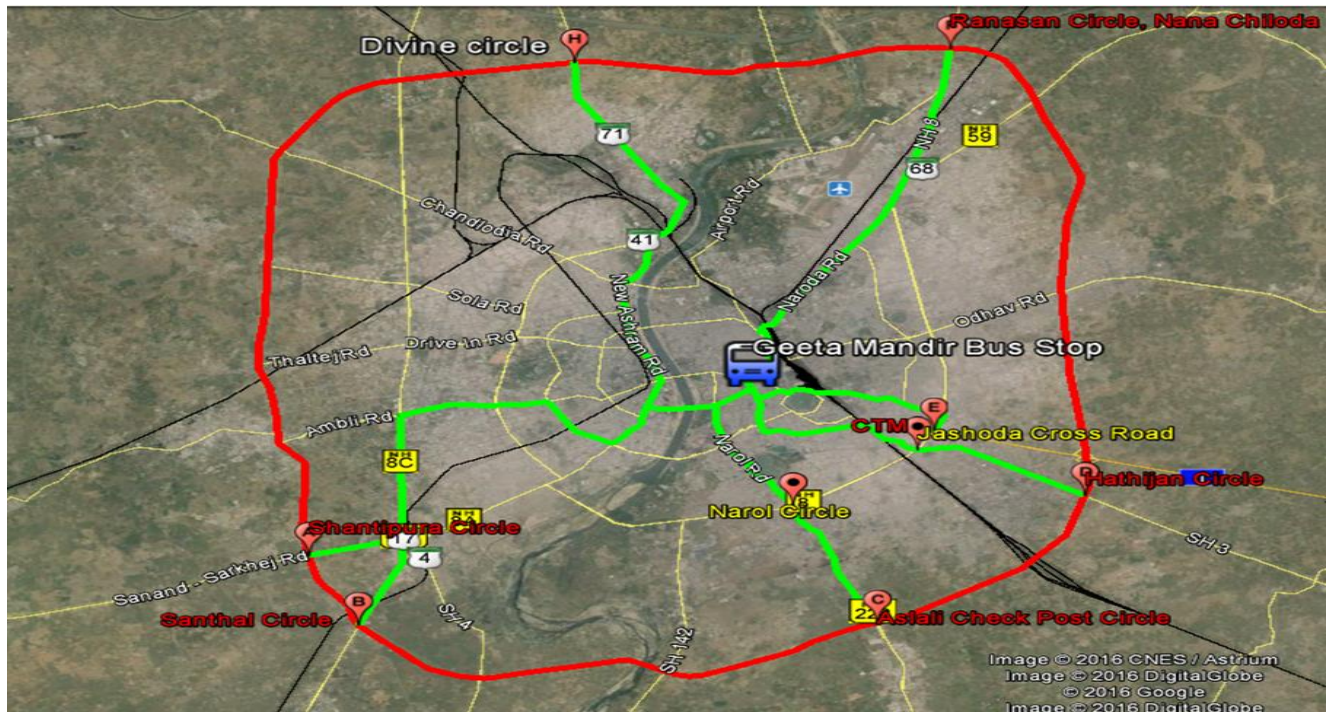 Ranasan Circle, Nana Chiloda
H
Divine circle
71
NH 8
NH
59
68
Airport Rd
Chandlodia Rd
41
Naroda Rd
New Ashram Rd
Sola Rd
Odhav Rd
Drive In Rd
Thaltej Rd
Geeta Mandir Bus Stop
E
Ambli Rd
CTM
Jashoda Cross Road
NH
8C
Narol Rd
D
Hathijan Circle
Narol Circle
A
Shantipura Circle
17
4
SH 3
Sanand - Sarkhej Rd
B
C
Santhal Circle
SH 4
Aslali Check Post Circle
SH 142
Image © 2016 CNES / Astrium
Image © 2016 DigitalGlobe
© 2016 Google
Image © 2016 DigitalGlobe